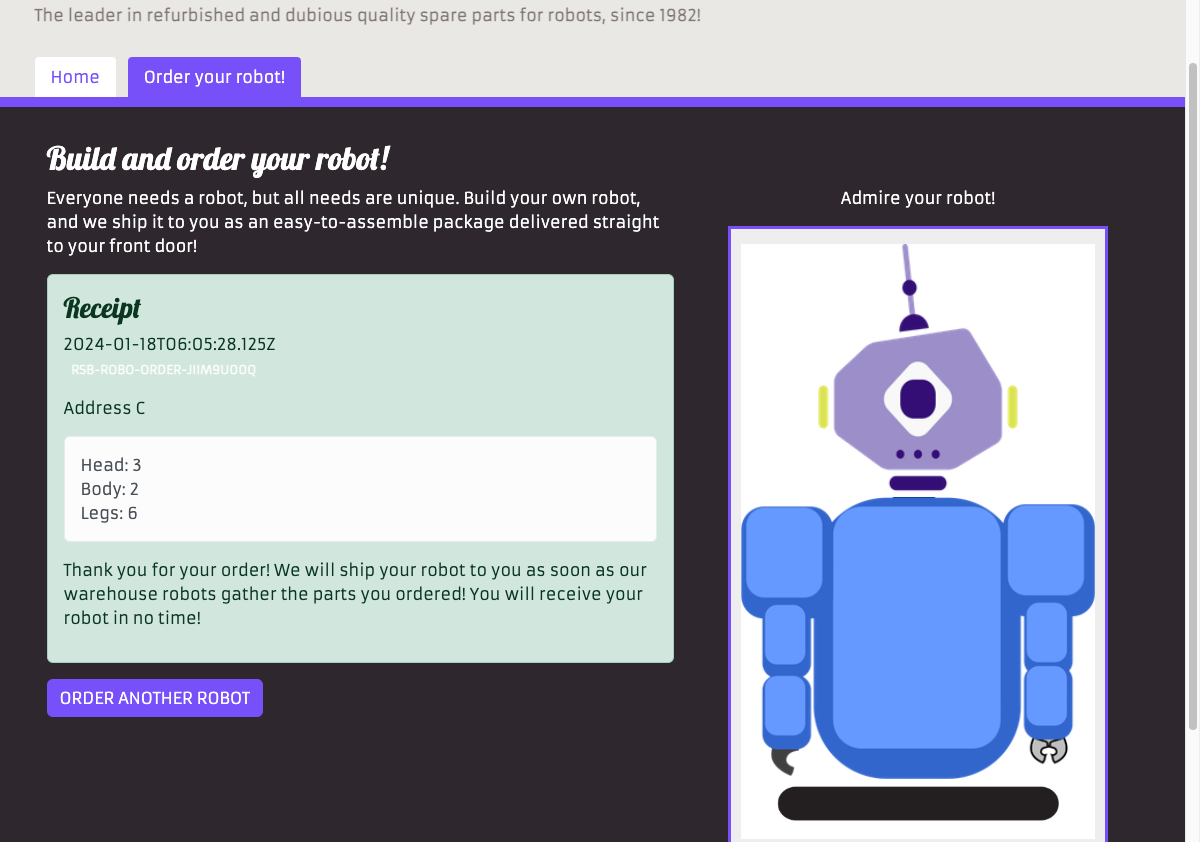 The leader in refurbished and dubious quality spare parts for robots, since 1982!
Home
Order your robot!
Build and order your robot!
Everyone needs a robot, but all needs are unique. Build your own robot,
and we ship it to you as an easy-to-assemble package delivered straight
to your front door!
Admire your robot!
Receipt
2024-01-18T06:05:28.125Z
RSB-ROBO-ORDER-JIIM9U00Q
Address C
Head: 3
Body: 2
Legs: 6
Thank you for your order! We will ship your robot to you as soon as our
warehouse robots gather the parts you ordered! You will receive your
robot in no time!
ORDER ANOTHER ROBOT